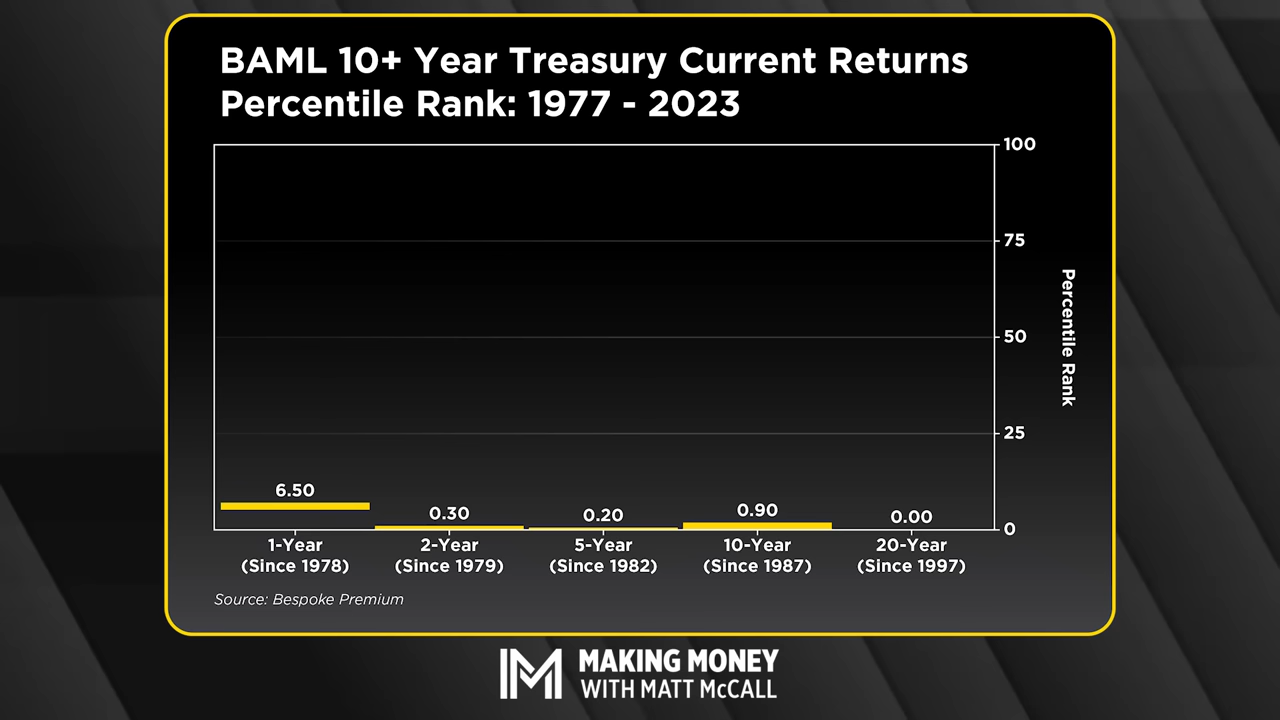 BAML 10+ Year Treasury Current Returns
Percentile Rank: 1977 - 2023
100
75
50
25
0
Percentile Rank
6.50
0.30
0.20
0.90
0.00
1-Year
(Since 1978)
2-Year
(Since 1979)
5-Year
(Since 1982)
10-Year
(Since 1987)
20-Year
(Since 1997)
Source: Bespoke Premium
MAKING MONEY
WITH MATT McCALL